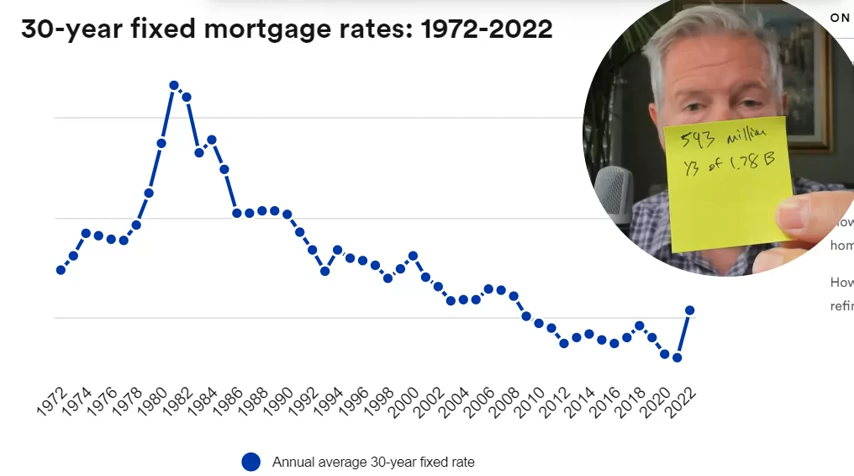 30-year fixed mortgage rates: 1972-2022
ON
593 million
1/3 of 1.78 B
How
hom
How
refin
1972 1974 1976 1978 1980 1982 1984 1986 1988 1990 1992 1994 1996 1998 2000 2002 2004 2006 2008 2010 2012 2014 2016 2018 2020 2022
Annual average 30-year fixed rate